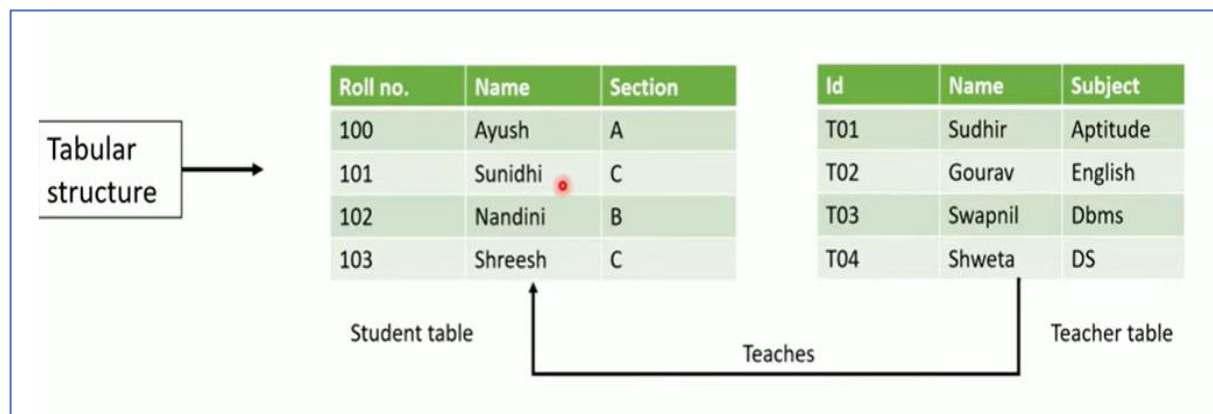 Tabular
structure
Roll no. Name Section
100 Ayush A
101 Sunidhi C
102 Nandini B
103 Shreesh C
Student table
Id Name Subject
T01 Sudhir Aptitude
T02 Gourav English
T03 Swapnil Dbms
T04 Shweta DS
Teacher table
Teaches